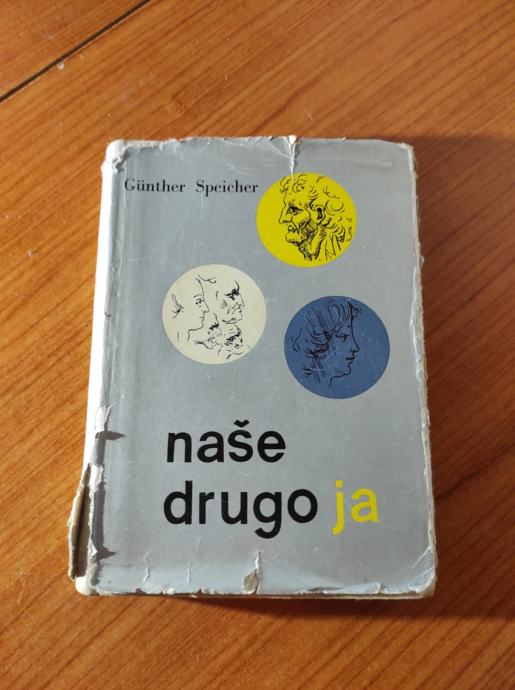 Günther Speicher
naše
drugo ja